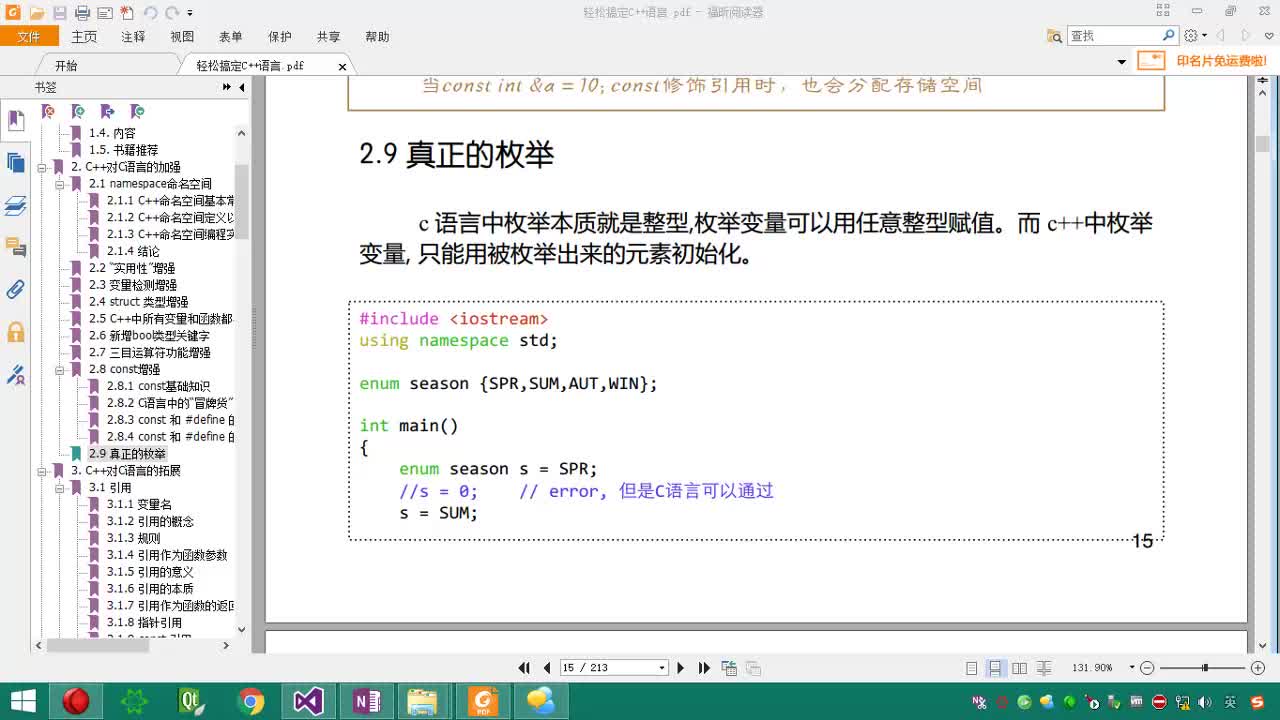 轻松搞定C++语言.pdf - 福昕阅读器
文件 主页 注释 视图 表单 保护 共享 帮助
查找
开始
轻松搞定C++语言.pdf
印名片免运费啦!
书签
1.4. 内容
1.5. 书籍推荐
2. C++对C语言的加强
2.1 namespace命名空间
2.1.1 C++命名空间基本常
2.1.2 C++命名空间定义以
2.1.3 C++命名空间编程实
2.1.4 结论
2.2 “实用性”增强
2.3 变量检测增强
2.4 struct 类型增强
2.5 C++中所有变量和函数都
2.6 新增bool类型关键字
2.7 三目运算符功能增强
2.8 const增强
2.8.1 const基础知识
2.8.2 C语言中的“冒牌货”
2.8.3 const 和 #define 的
2.8.4 const 和 #define 的
2.9 真正的枚举
3. C++对C语言的拓展
3.1 引用
3.1.1 变量名
3.1.2 引用的概念
3.1.3 规则
3.1.4 引用作为函数参数
3.1.5 引用的意义
3.1.6 引用的本质
3.1.7 引用作为函数的返回
3.1.8 指针引用
当const int &a = 10; const修饰引用时，也会分配存储空间
2.9 真正的枚举
c 语言中枚举本质就是整型,枚举变量可以用任意整型赋值。而 c++中枚举
变量, 只能用被枚举出来的元素初始化。
#include <iostream>
using namespace std;
enum season {SPR,SUM,AUT,WIN};
int main()
{
enum season s = SPR;
//s = 0; // error, 但是C语言可以通过
s = SUM;
15
15 / 213
131.90%
英